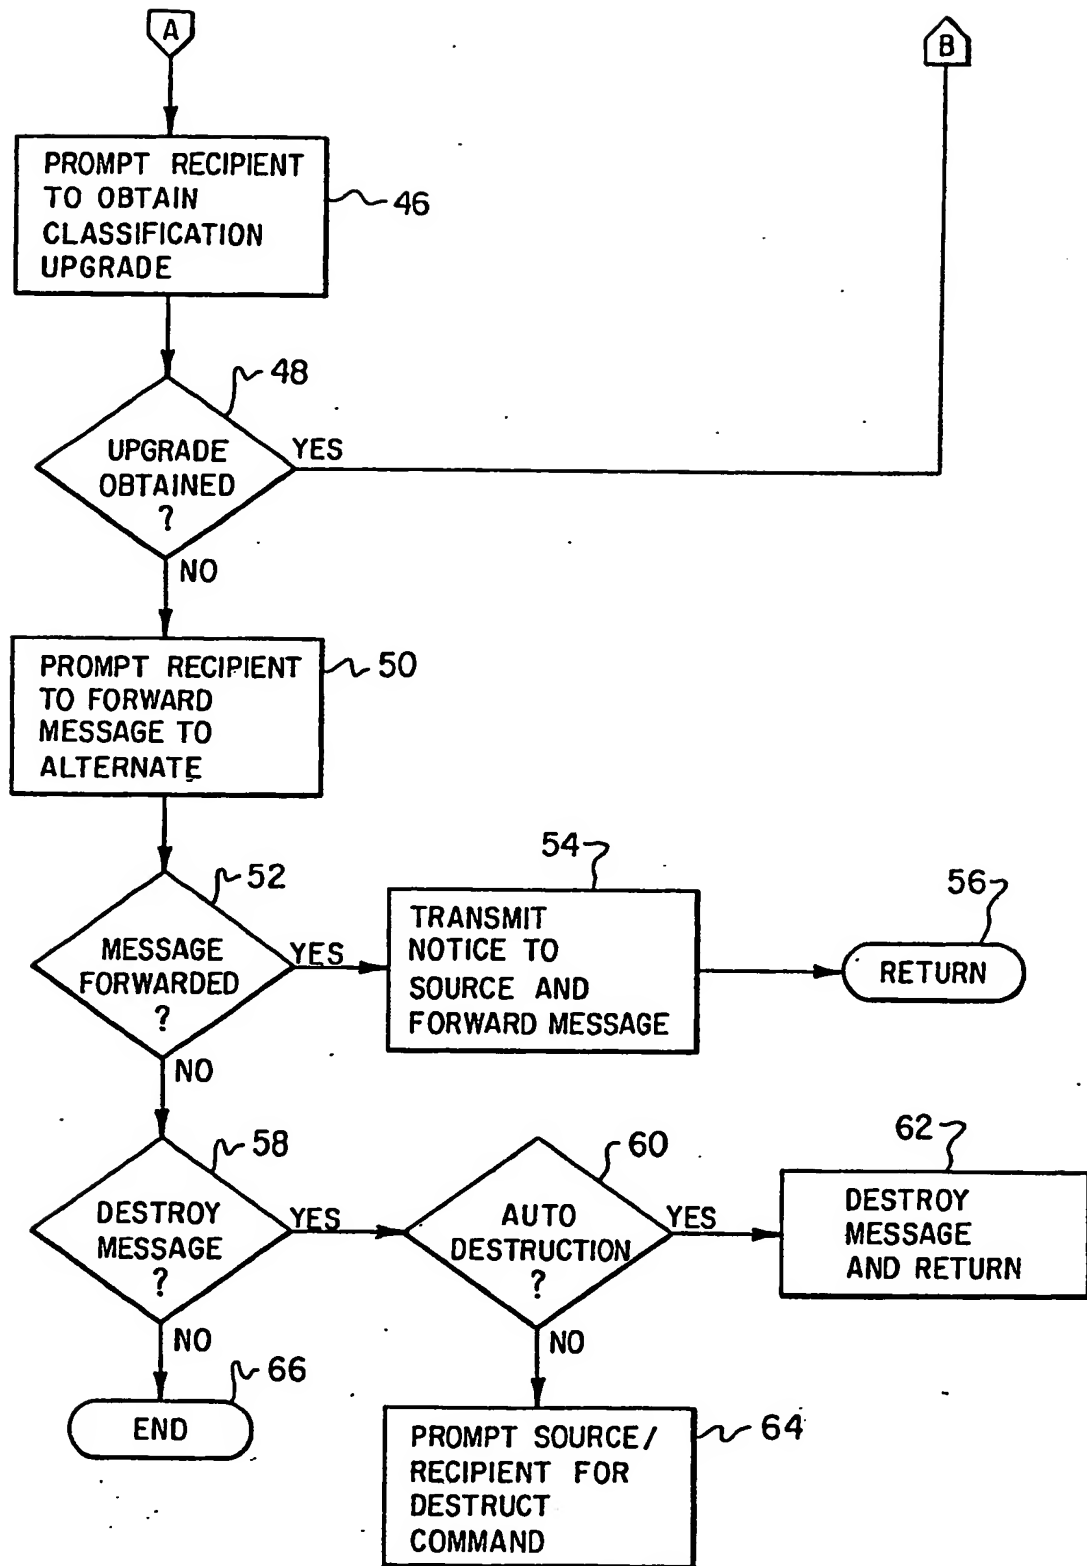 A
B
PROMPT RECIPIENT
TO OBTAIN
CLASSIFICATION
UPGRADE
46
48
UPGRADE
OBTAINED
?
YES
NO
PROMPT RECIPIENT
TO FORWARD
MESSAGE TO
ALTERNATE
50
52
MESSAGE
FORWARDED
?
YES
NO
54
TRANSMIT
NOTICE TO
SOURCE AND
FORWARD MESSAGE
56
RETURN
58
DESTROY
MESSAGE
?
YES
NO
60
AUTO
DESTRUCTION
?
YES
NO
62
DESTROY
MESSAGE
AND RETURN
66
END
PROMPT SOURCE/
RECIPIENT FOR
DESTRUCT
COMMAND
64